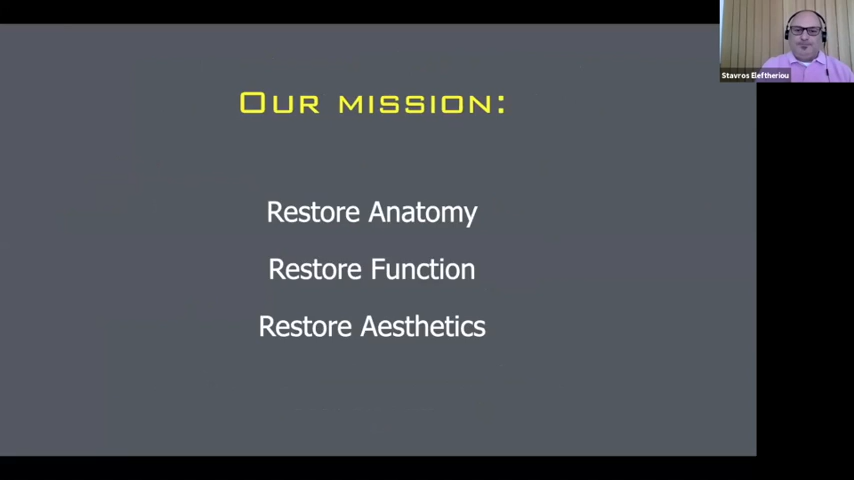 Our mission:
Restore Anatomy
Restore Function
Restore Aesthetics
Stavros Eleftheriou